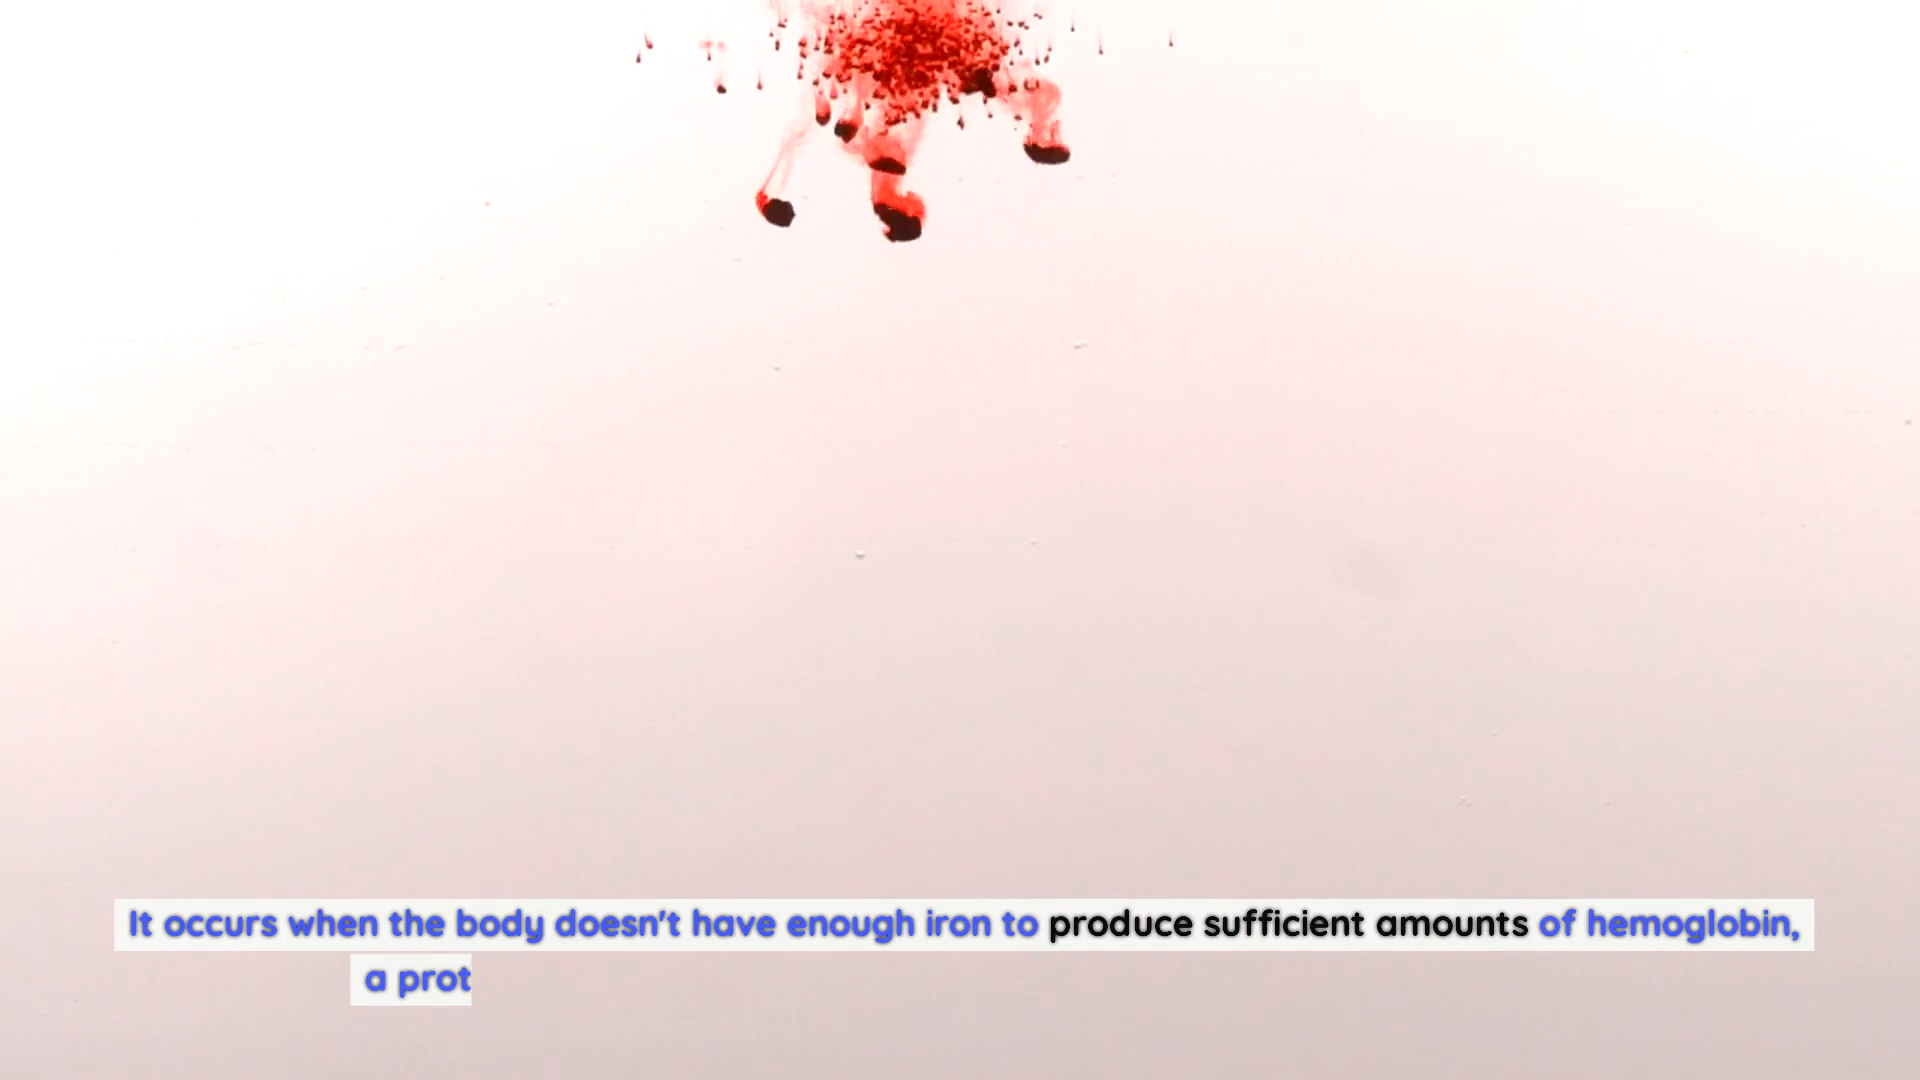 It occurs when the body doesn't have enough iron to produce sufficient amounts of hemoglobin,
a prot